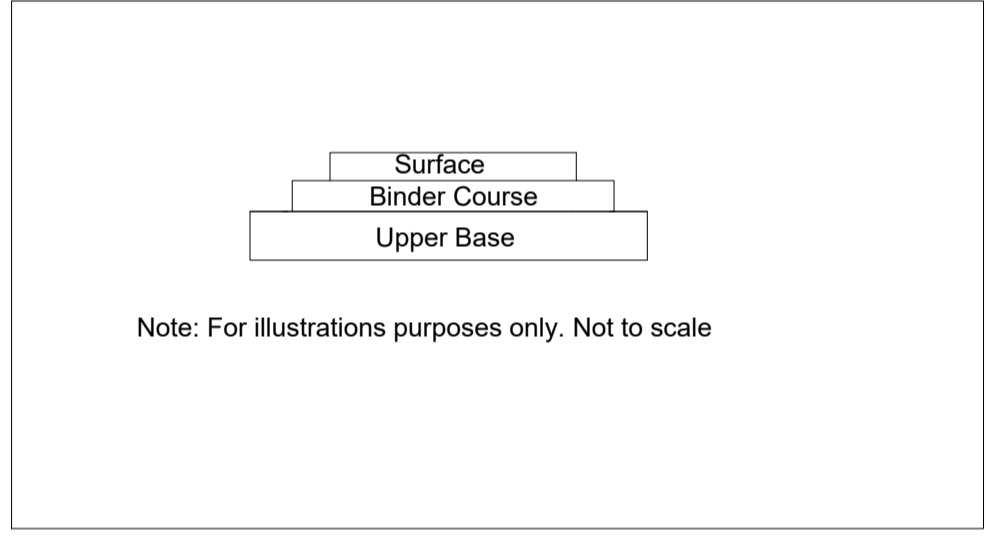 Surface
Binder Course
Upper Base
Note: For illustrations purposes only. Not to scale